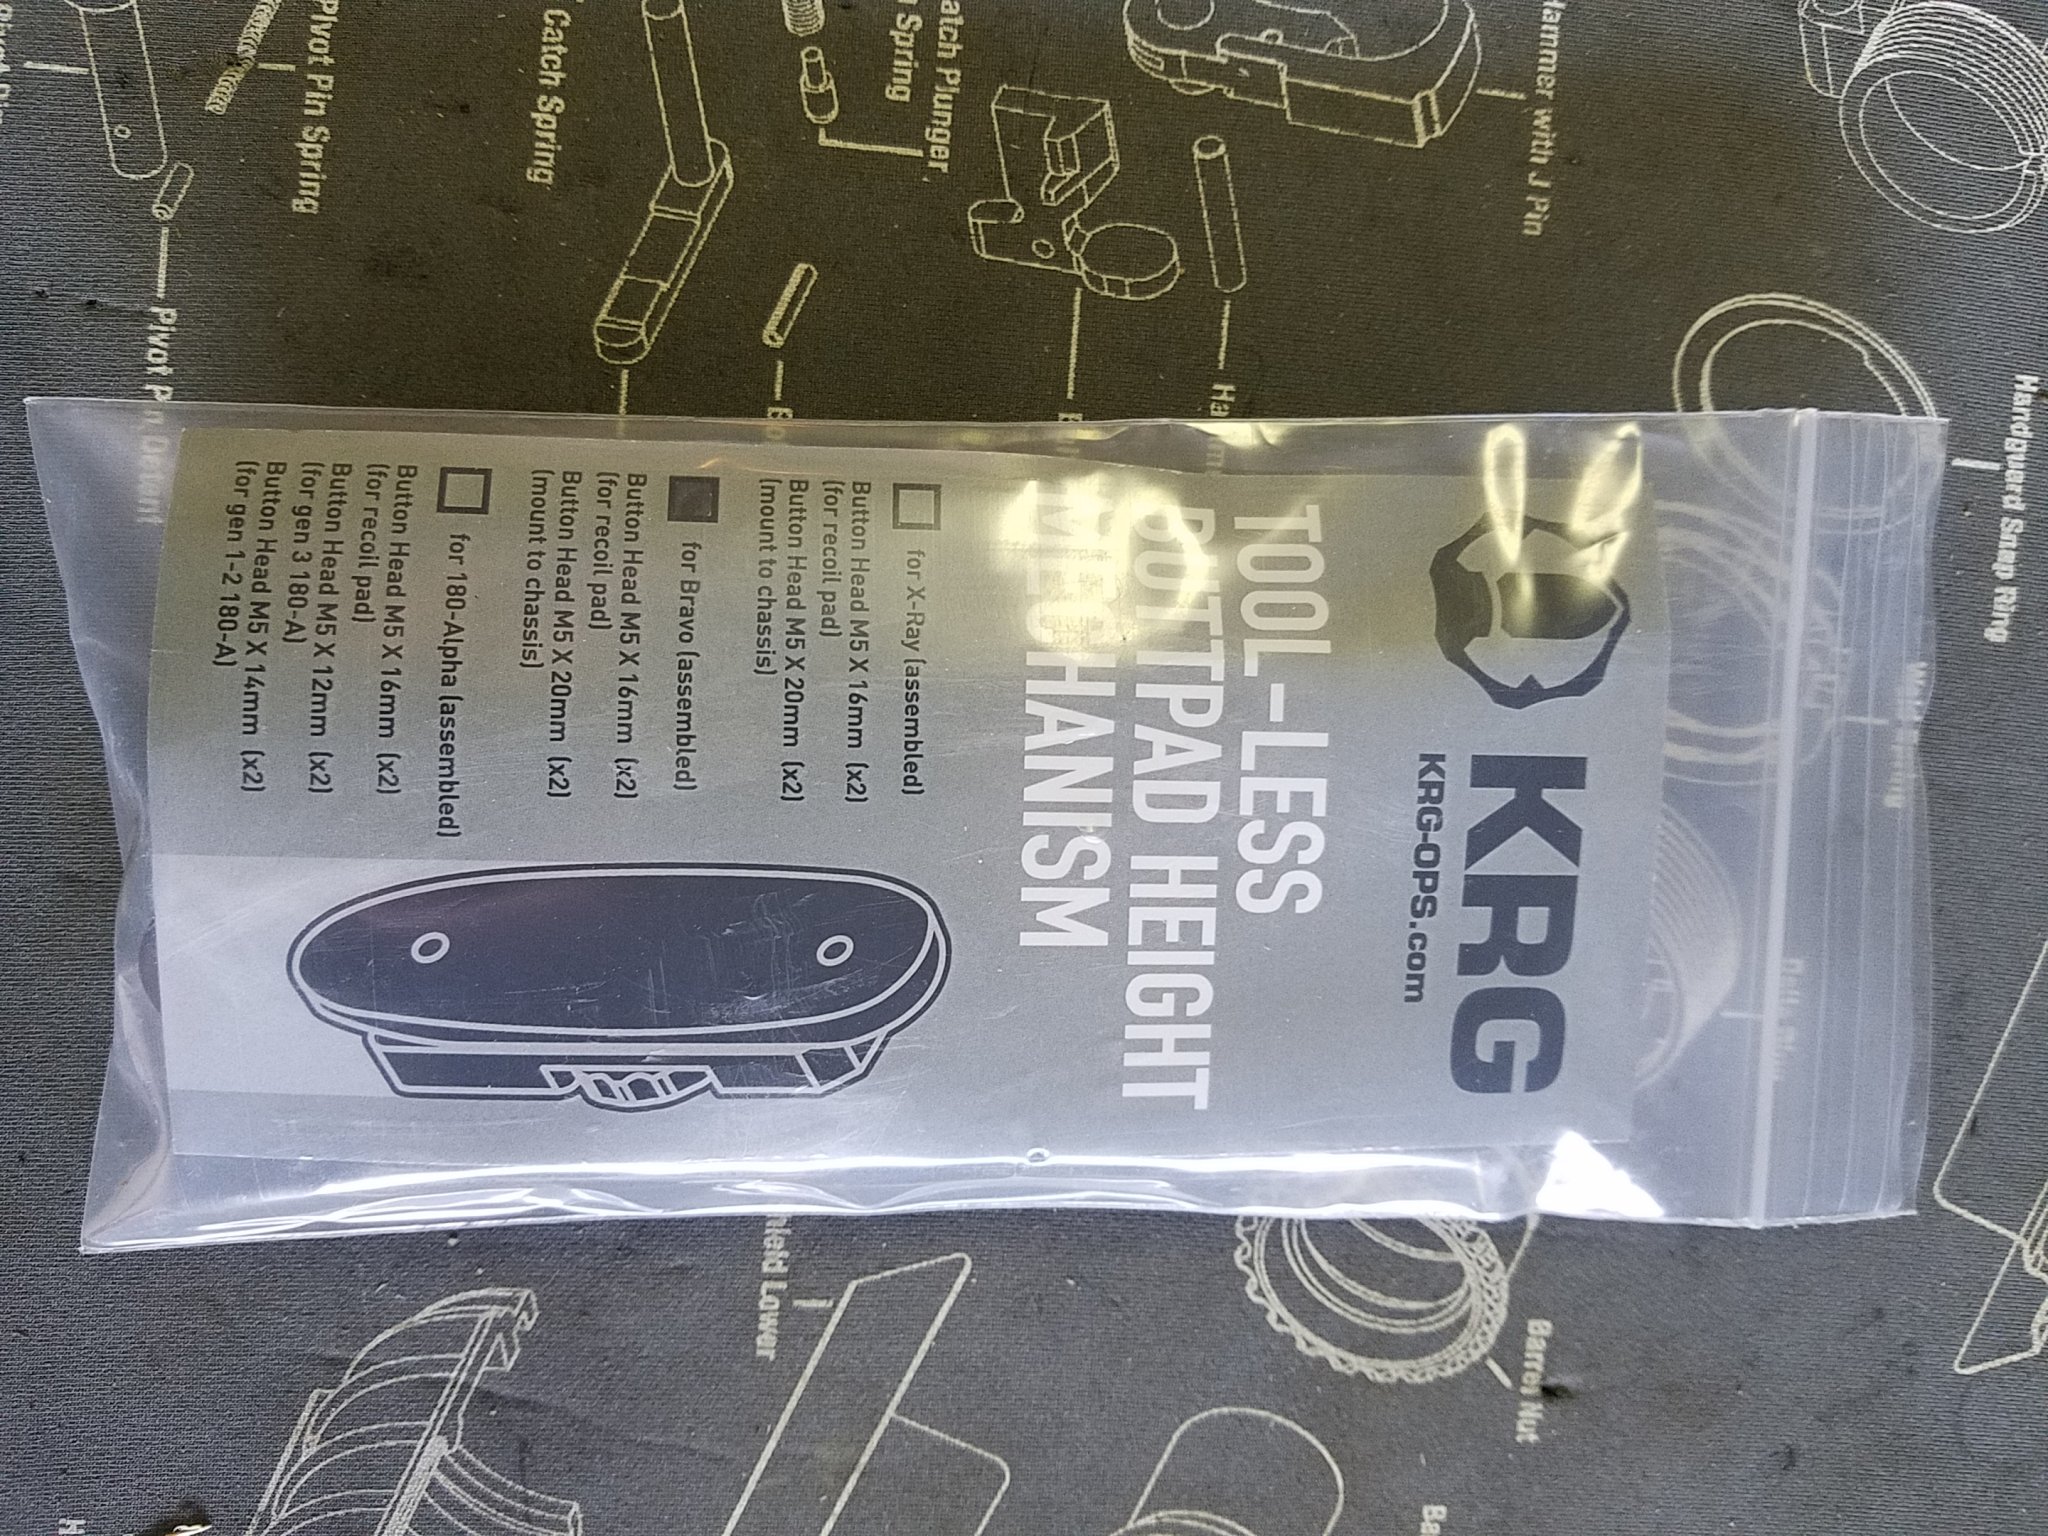 KRG
KRG-OPS.com
TOOL-LESS
BUTTPAD HEIGHT
MECHANISM
for X-Ray (assembled)
Button Head M5 X 16mm (x2)
(for recoil pad)
Button Head M5 X 20mm (x2)
(mount to chassis)
for Bravo (assembled)
Button Head M5 X 16mm (x2)
(for recoil pad)
Button Head M5 X 20mm (x2)
(mount to chassis)
for 180-Alpha (assembled)
Button Head M5 X 16mm (x2)
(for recoil pad)
Button Head M5 X 12mm (x2)
(for gen 3 180-A)
Button Head M5 X 14mm (x2)
(for gen 1-2 180-A)
Handguard Snap Ring
Hammer with J Pin
Plunger,
Spring
Catch Spring
Pivot Pin Spring
Pivot
Barrel Nut
Lower